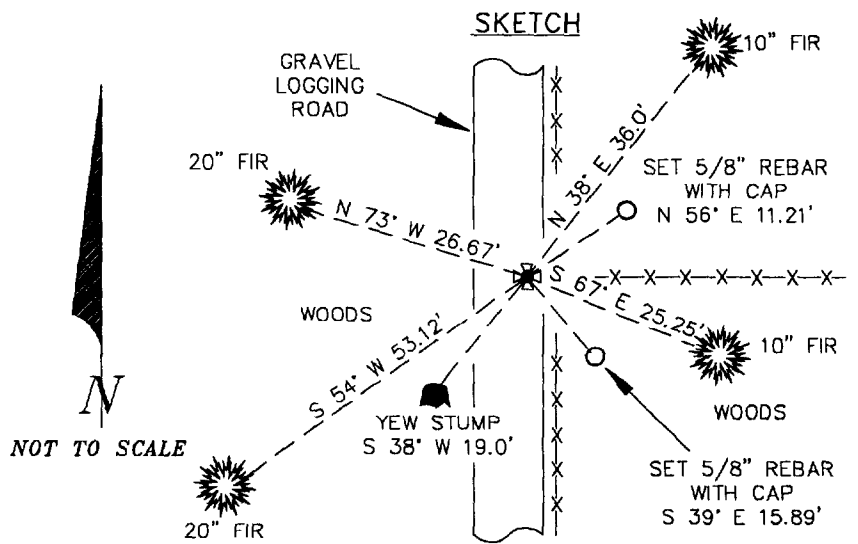 SKETCH
GRAVEL
LOGGING
ROAD
10" FIR
20" FIR
N 38° E 36.0'
SET 5/8" REBAR
WITH CAP
N 56° E 11.21'
N 73° W 26.67'
S 67° E 25.25'
WOODS
S 54° W 53.12'
10" FIR
YEW STUMP
S 38° W 19.0'
WOODS
N
NOT TO SCALE
20" FIR
SET 5/8" REBAR
WITH CAP
S 39° E 15.89'